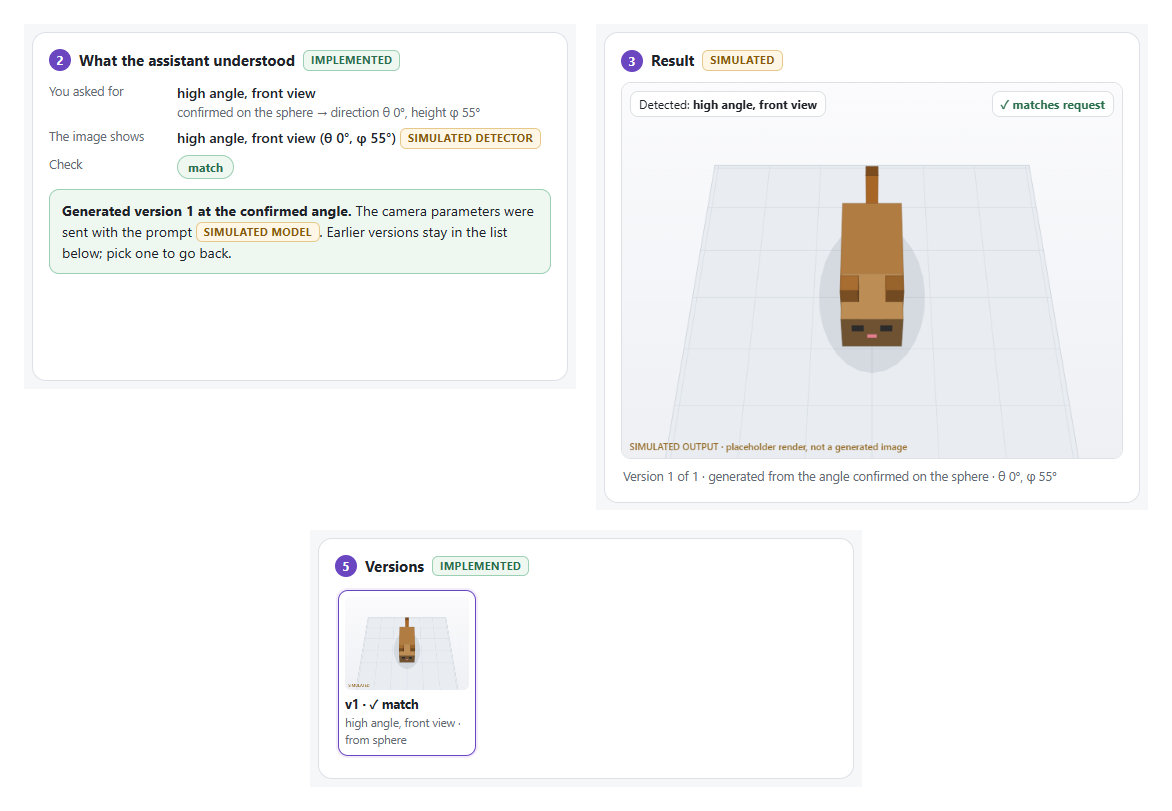 2 What the assistant understood IMPLEMENTED
You asked for high angle, front view
confirmed on the sphere → direction θ 0°, height φ 55°
The image shows high angle, front view (θ 0°, φ 55°) SIMULATED DETECTOR
Check match
Generated version 1 at the confirmed angle. The camera parameters were
sent with the prompt SIMULATED MODEL. Earlier versions stay in the list
below; pick one to go back.
3 Result SIMULATED
Detected: high angle, front view ✓ matches request
SIMULATED OUTPUT · placeholder render, not a generated image
Version 1 of 1 · generated from the angle confirmed on the sphere · θ 0°, φ 55°
5 Versions IMPLEMENTED
SIMULATED
v1 · ✓ match
high angle, front view ·
from sphere